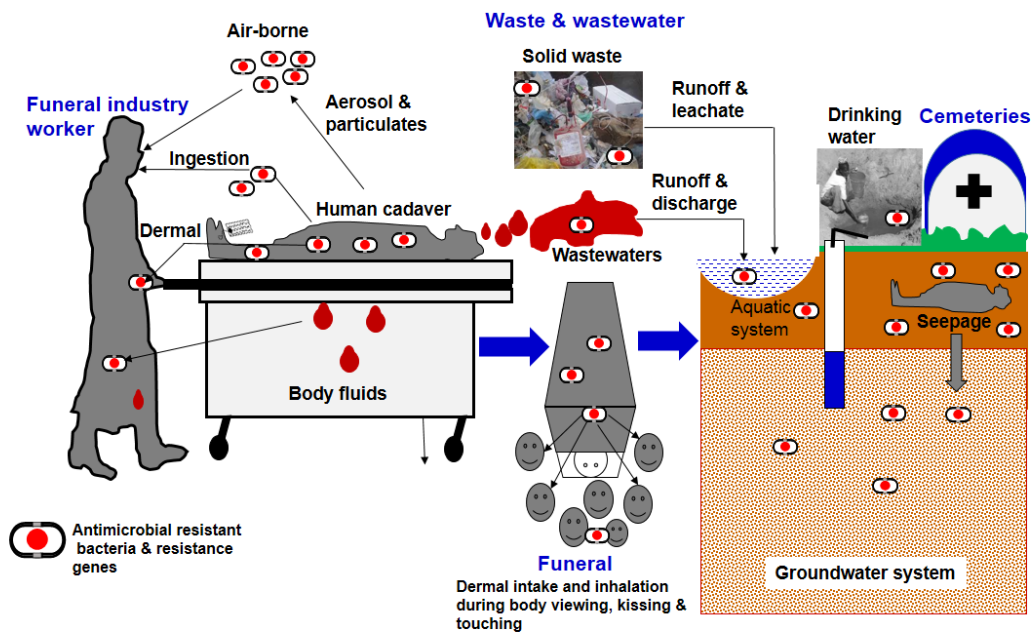 Waste & wastewater
Air-borne
Solid waste
Funeral industry
worker
Aerosol &
particulates
Runoff &
leachate
Drinking
water
Cemeteries
Ingestion
Runoff &
discharge
Human cadaver
Dermal
Wastewaters
Aquatic
system
Seepage
Body fluids
Antimicrobial resistant
bacteria & resistance
genes
Funeral
Dermal intake and inhalation
during body viewing, kissing &
touching
Groundwater system